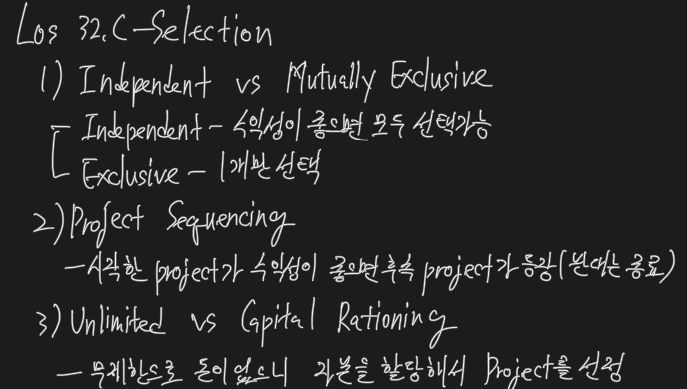 Los 32.C-Selection
1) Independent vs Mutually Exclusive
Independent - 수익성이 좋으면 모두 선택가능
Exclusive - 1개만 선택
2) Project Sequencing
- 시작한 project가 수익성이 좋으면 후속 project가 등장(반대는 종료)
3) Unlimited vs Capital Rationing
- 무제한으로 돈이 없으니 자본을 할당해서 Project를 선정